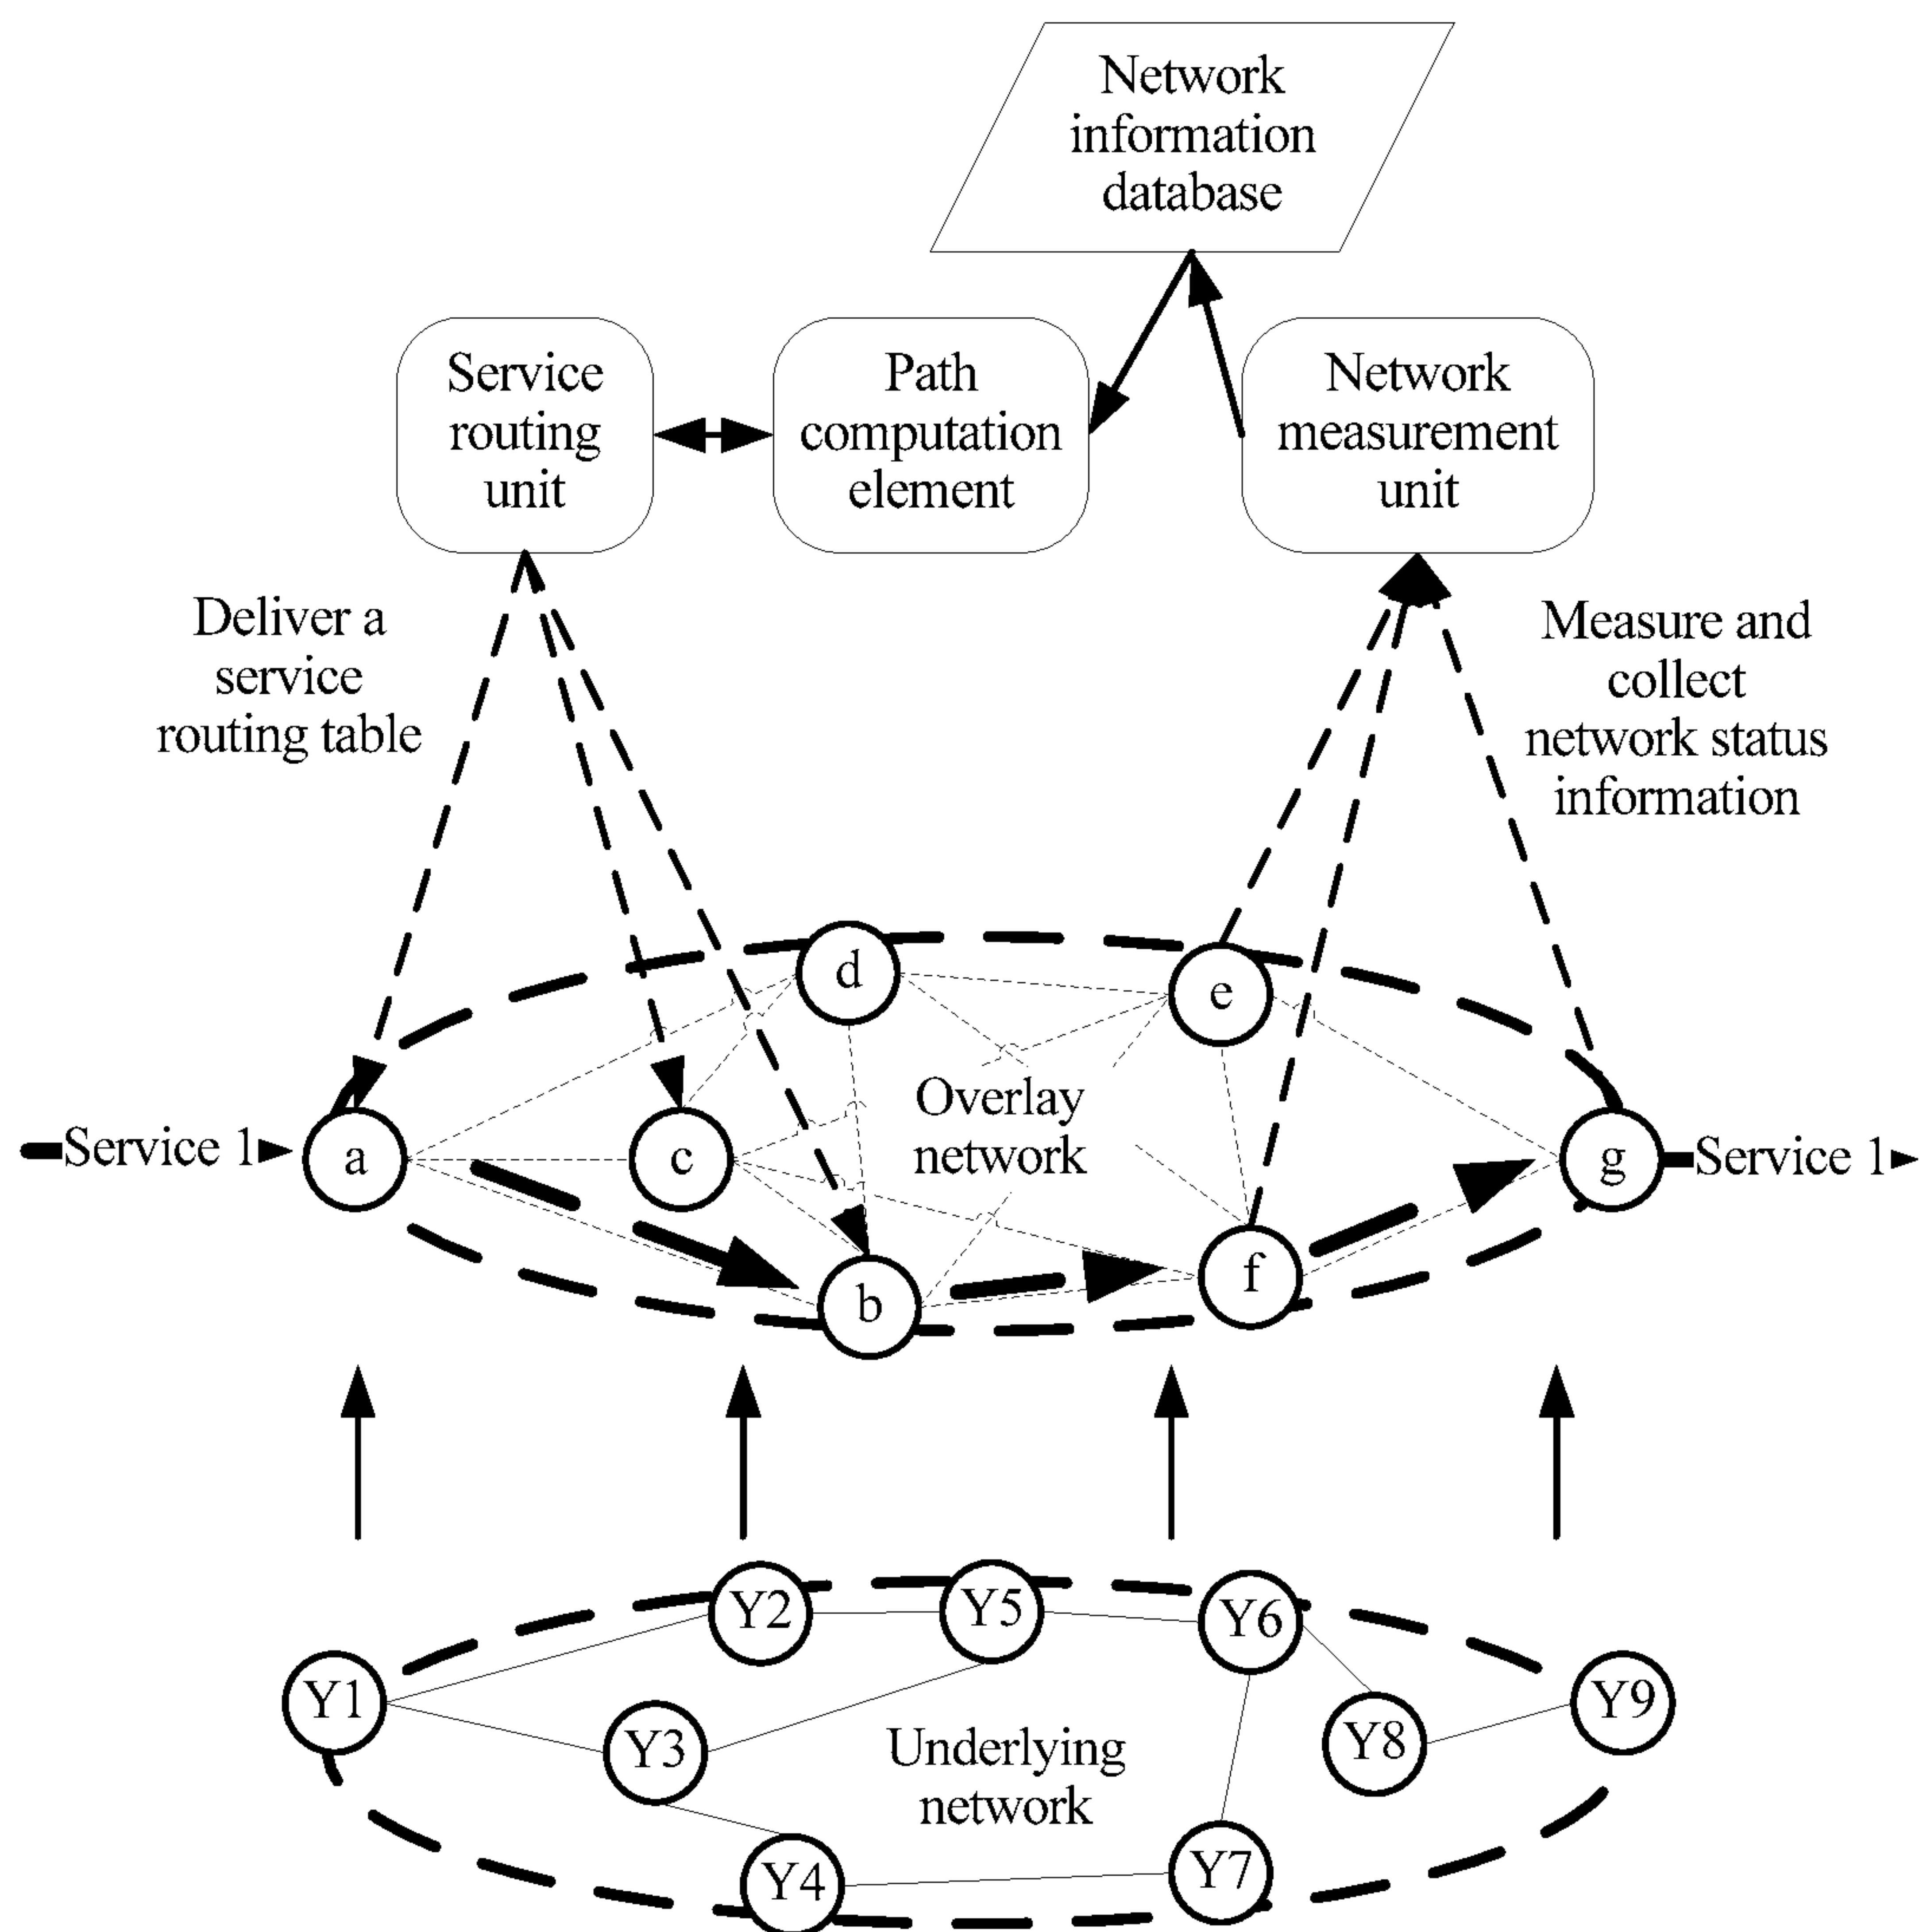 Network
information
database
Service
routing
unit
Path
computation
element
Network
measurement
unit
Deliver a
service
routing table
Measure and
collect
network status
information
d
e
Overlay
network
Service 1
a
c
g
Service 1
b
f
Y2
Y5
Y6
Y1
Y3
Y8
Y9
Underlying
network
Y4
Y7